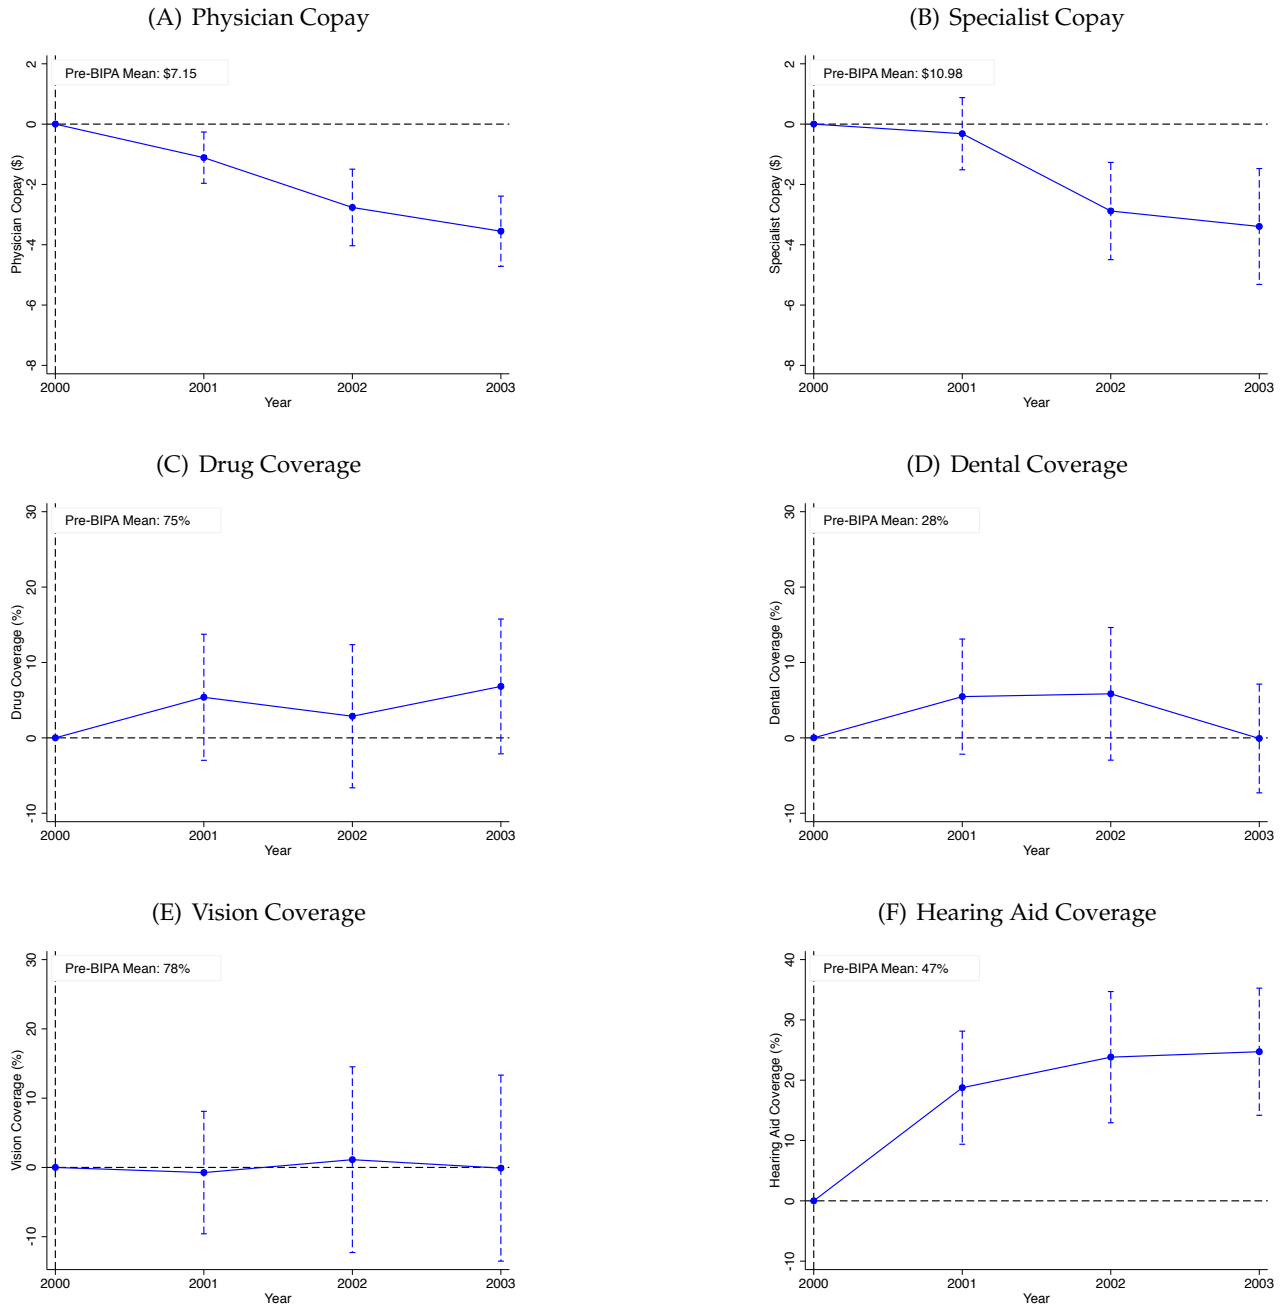 (A) Physician Copay
Pre-BIPA Mean: $7.15
Physician Copay ($)
2
0
-2
-4
-6
-8
2000 2001 2002 2003
Year
(B) Specialist Copay
Pre-BIPA Mean: $10.98
Specialist Copay ($)
2
0
-2
-4
-6
-8
2000 2001 2002 2003
Year
(C) Drug Coverage
Pre-BIPA Mean: 75%
Drug Coverage (%)
30
20
10
0
-10
2000 2001 2002 2003
Year
(D) Dental Coverage
Pre-BIPA Mean: 28%
Dental Coverage (%)
30
20
10
0
-10
2000 2001 2002 2003
Year
(E) Vision Coverage
Pre-BIPA Mean: 78%
Vision Coverage (%)
30
20
10
0
-10
2000 2001 2002 2003
Year
(F) Hearing Aid Coverage
Pre-BIPA Mean: 47%
Hearing Aid Coverage (%)
40
30
20
10
0
-10
2000 2001 2002 2003
Year